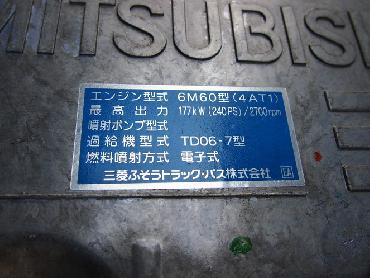 MITSUBISHI
エンジン型式 6M60型(4AT1)
最高出力 177kW(240PS)/2700rpm
噴射ポンプ型式
過給機型式 TD06-7型
燃料噴射方式 電子式
三菱ふそうトラック・バス株式会社